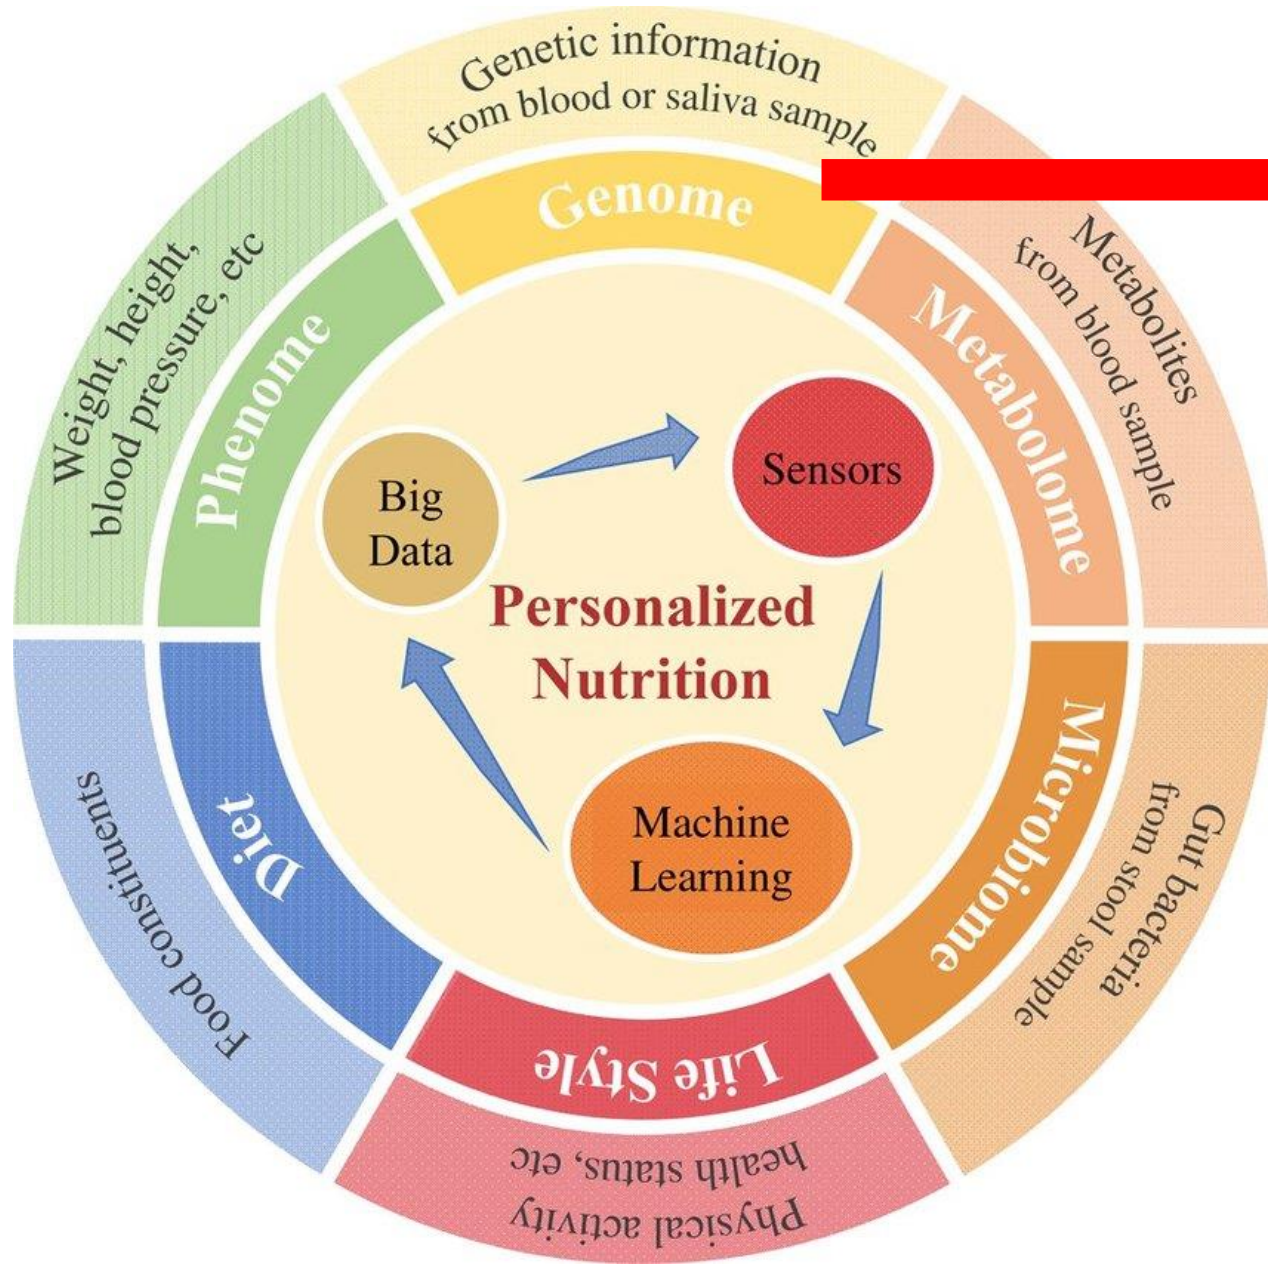 Genetic information
from blood or saliva sample
Genome
Metabolites
from blood sample
Metabolome
Weight, height,
blood pressure, etc
Phenome
Big
Data
Sensors
Personalized
Nutrition
Machine
Learning
Microbiome
Gut bacteria
from stool sample
Diet
Food constituents
Life Style
Physical activity
health status, etc